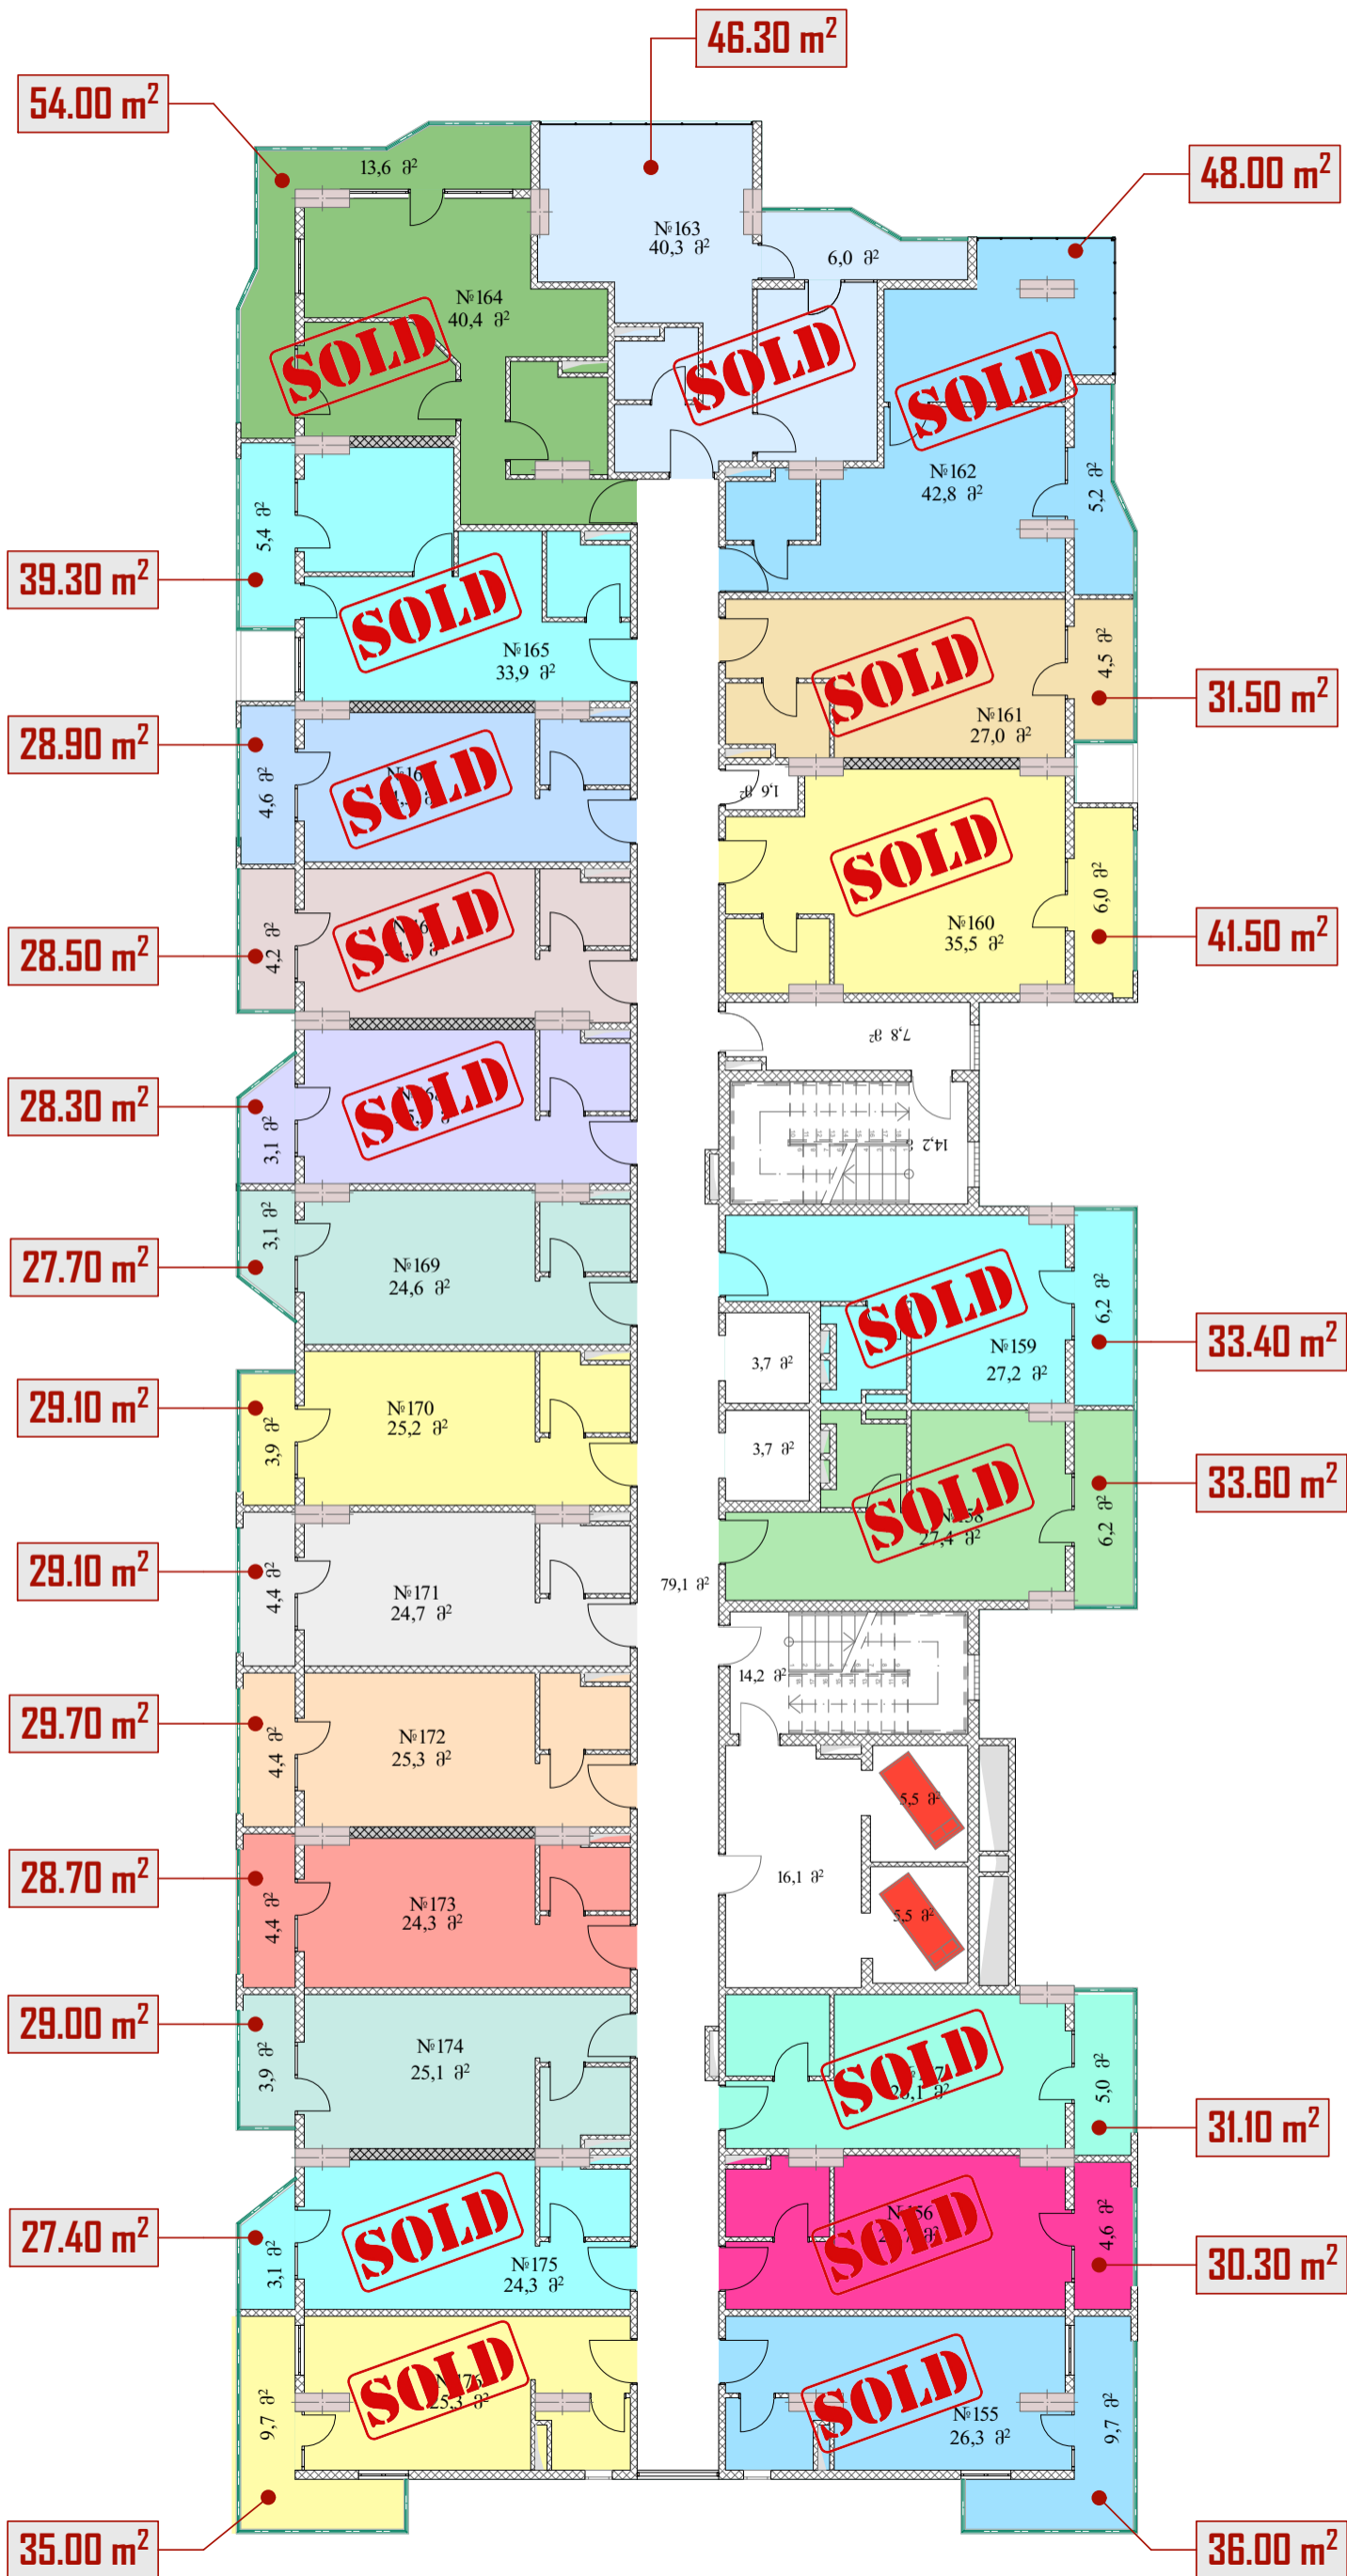 46.30 m²
54.00 m²
13,6 მ²
48.00 m²
№163
40,3 მ²
6,0 მ²
№164
40,4 მ²
SOLD
SOLD
SOLD
№162
42,8 მ²
5,2 მ²
5,4 მ²
39.30 m²
SOLD
№165
33,9 მ²
SOLD
4,5 მ²
31.50 m²
№161
27,0 მ²
28.90 m²
4,6 მ²
SOLD
1,6 მ²
SOLD
6,0 მ²
№160
35,5 მ²
41.50 m²
28.50 m²
4,2 მ²
SOLD
7,8 მ²
28.30 m²
3,1 მ²
SOLD
14,2
27.70 m²
3,1 მ²
№169
24,6 მ²
SOLD
6,2 მ²
33.40 m²
№159
27,2 მ²
3,7 მ²
29.10 m²
3,9 მ²
№170
25,2 მ²
3,7 მ²
33.60 m²
SOLD
27,4 მ²
6,2 მ²
29.10 m²
4,4 მ²
№171
24,7 მ²
79,1 მ²
14,2 მ²
29.70 m²
4,4 მ²
№172
25,3 მ²
5,5 მ²
28.70 m²
4,4 მ²
№173
24,3 მ²
16,1 მ²
5,5 მ²
29.00 m²
3,9 მ²
№174
25,1 მ²
SOLD
5,0 მ²
31.10 m²
27.40 m²
3,1 მ²
SOLD
№175
24,3 მ²
№156
SOLD
4,6 მ²
30.30 m²
9,7 მ²
SOLD
25,3 მ²
SOLD
№155
26,3 მ²
9,7 მ²
35.00 m²
36.00 m²